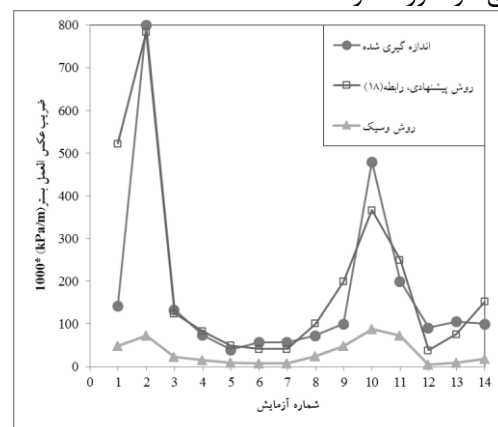 800
700
600
500
400
300
200
100
0
ضریب عکس العمل بستر(kPa/m) *1000
اندازه گیری شده
روش پیشنهادی، رابطه(۱۸)
روش وسیک
0 1 2 3 4 5 6 7 8 9 10 11 12 13 14
شماره آزمایش